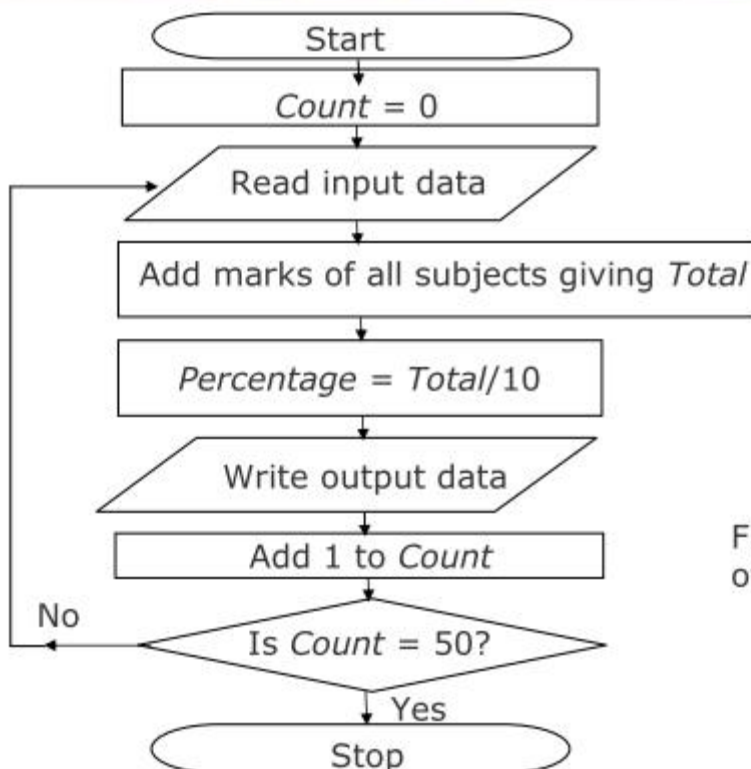 Start
Count = 0
Read input data
Add marks of all subjects giving Total
Percentage = Total/10
Write output data
Add 1 to Count
F
o
No
Is Count = 50?
Yes
Stop